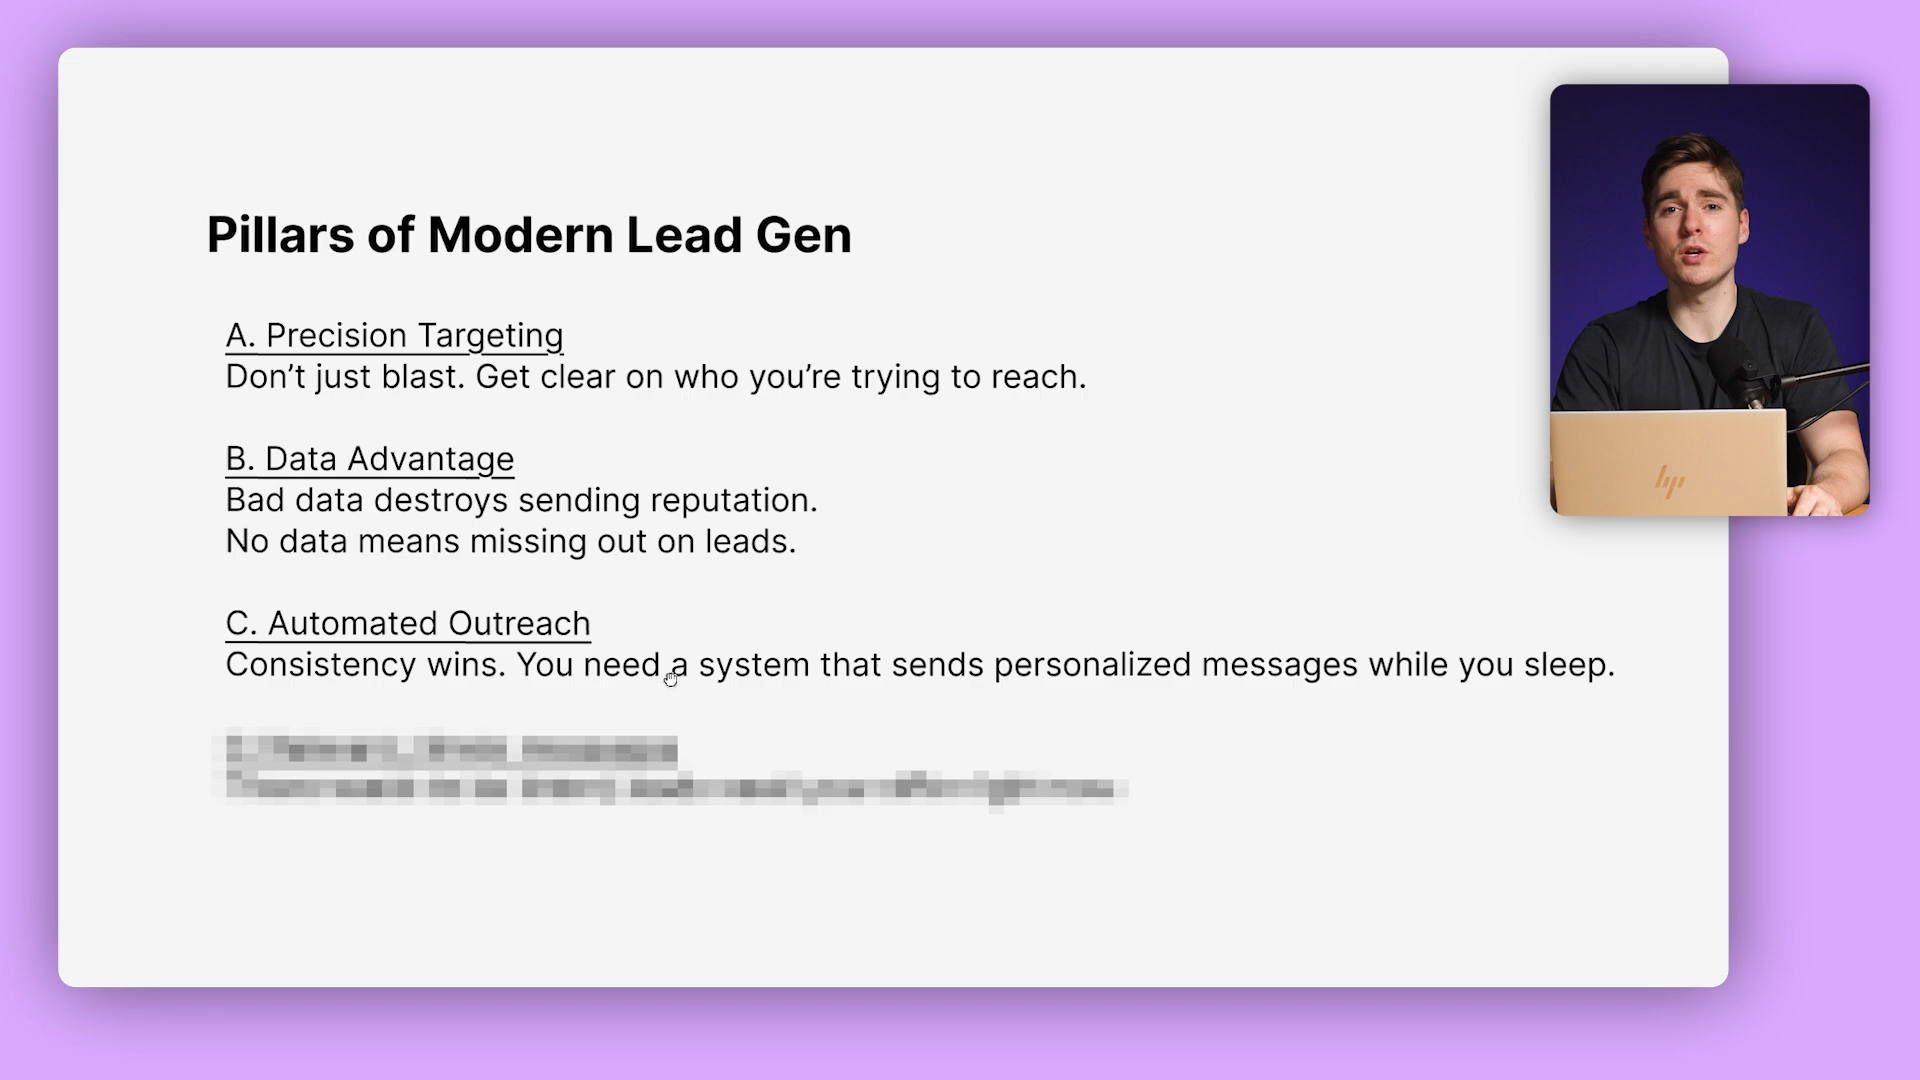 Pillars of Modern Lead Gen
A. Precision Targeting
Don’t just blast. Get clear on who you’re trying to reach.
B. Data Advantage
Bad data destroys sending reputation.
No data means missing out on leads.
C. Automated Outreach
Consistency wins. You need a system that sends personalized messages while you sleep.
hp